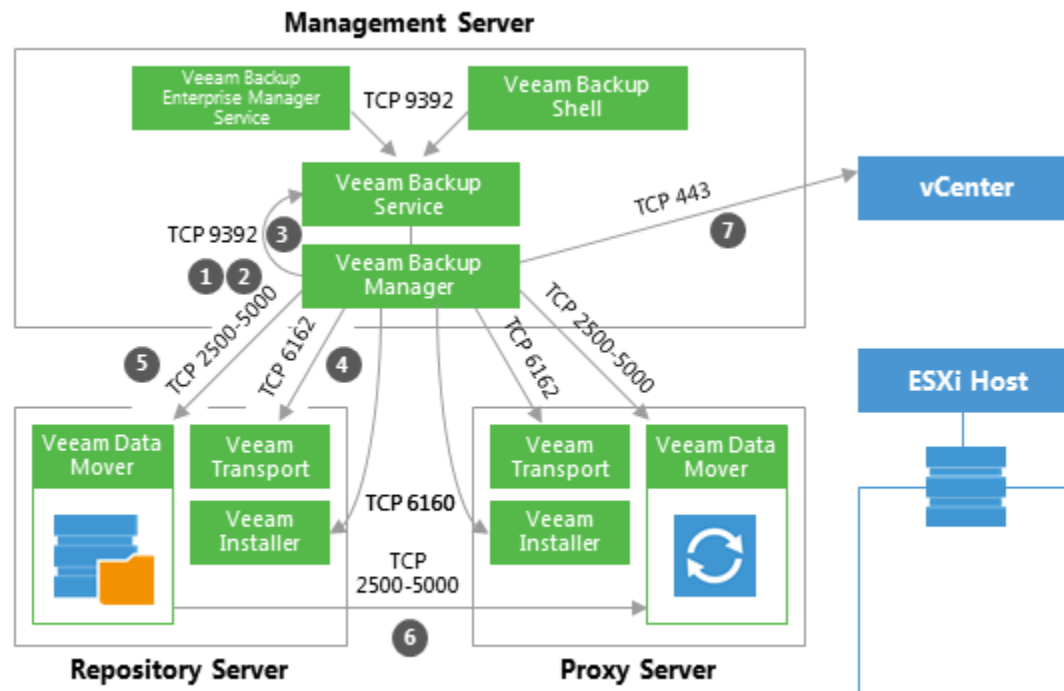 Management Server
Veeam Backup
Enterprise Manager
Service
TCP 9392
Veeam Backup
Shell
Veeam Backup
Service
vCenter
TCP 443
7
TCP 9392
3
1
2
Veeam Backup
Manager
TCP 2500-5000
5
TCP 6162
4
TCP 6162
TCP 2500-5000
ESXi Host
Veeam Data
Mover
Veeam
Transport
Veeam
Installer
TCP 6160
Veeam
Transport
Veeam
Installer
Veeam Data
Mover
TCP
2500-5000
6
Repository Server
Proxy Server